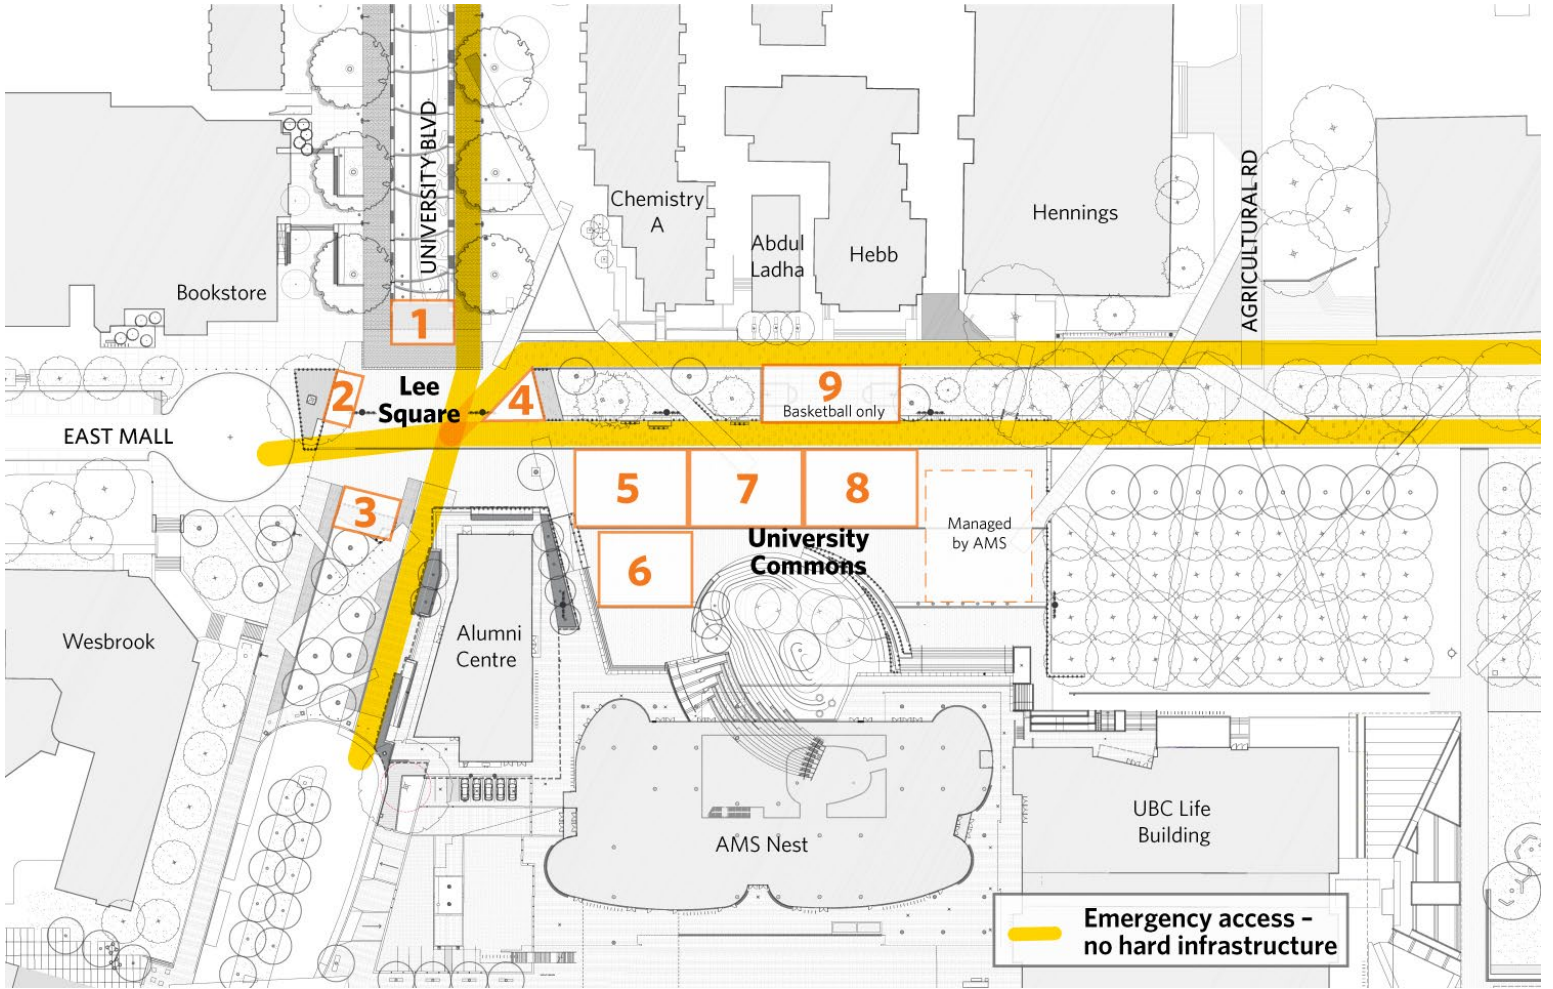 UNIVERSITY BLVD
Chemistry
A
Abdul
Ladha
Hebb
Hennings
AGRICULTURAL RD
Bookstore
1
2
Lee
Square
4
9
Basketball only
EAST MALL
3
5
7
8
Managed
by AMS
University
Commons
6
Wesbrook
Alumni
Centre
AMS Nest
UBC Life
Building
Emergency access –
no hard infrastructure